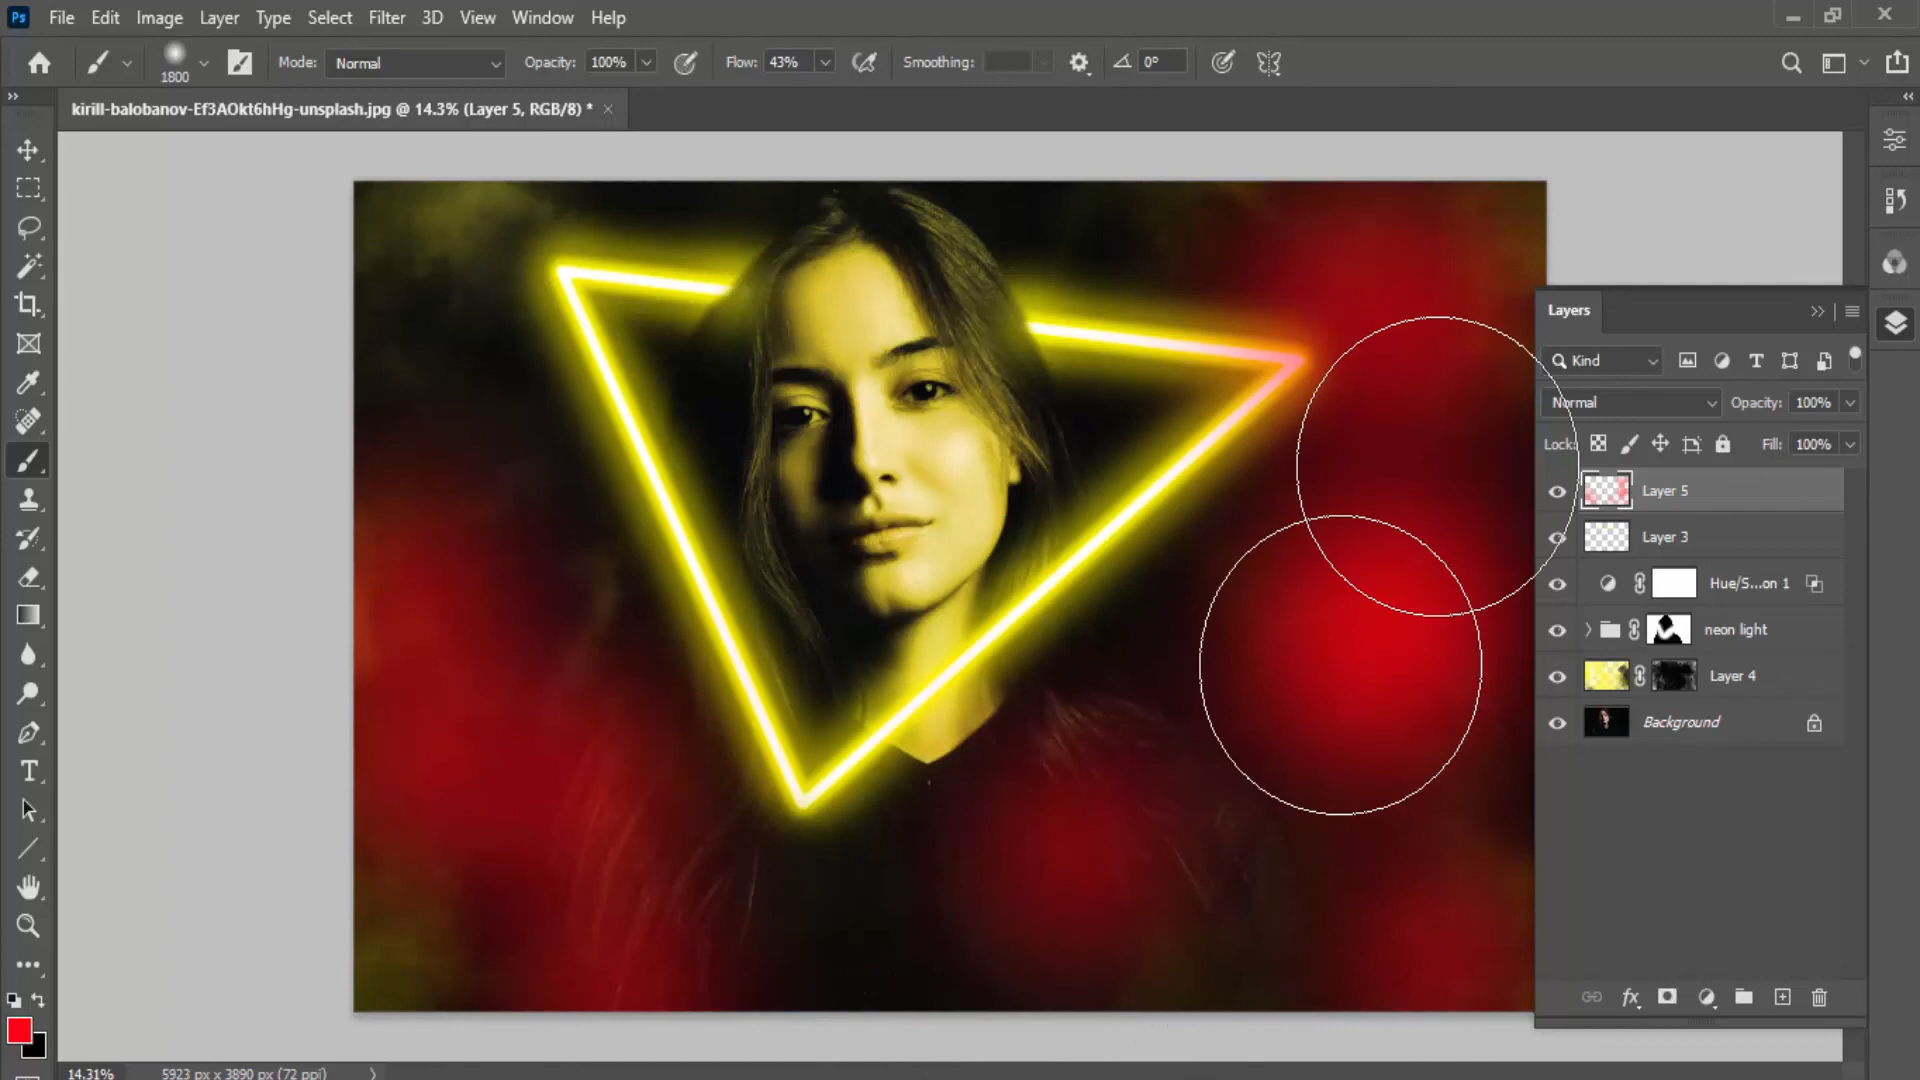 Ps File Edit Image Layer Type Select Filter 3D View Window Help
1800 Mode: Normal Opacity: 100% Flow: 43% Smoothing: 0°
kirill-balobanov-Ef3AOkt6hHg-unsplash.jpg @ 14.3% (Layer 5, RGB/8) *
Layers
Kind
Normal Opacity: 100%
Lock: Fill: 100%
Layer 5
Layer 3
Hue/S...on 1
neon light
Layer 4
Background
fx
14.31% 5923 px x 3890 px (72 ppi)